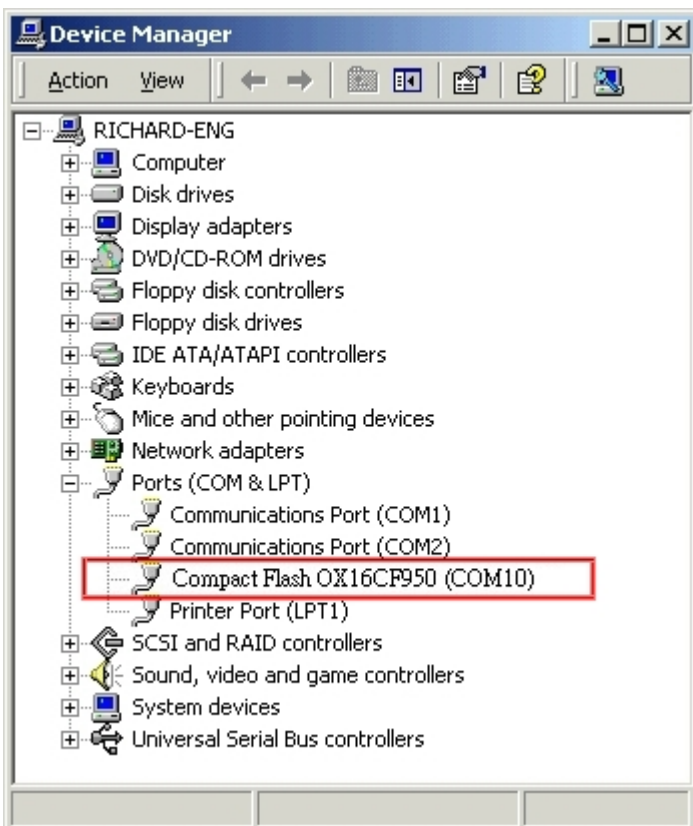 Device Manager
Action View
RICHARD-ENG
Computer
Disk drives
Display adapters
DVD/CD-ROM drives
Floppy disk controllers
Floppy disk drives
IDE ATA/ATAPI controllers
Keyboards
Mice and other pointing devices
Network adapters
Ports (COM & LPT)
Communications Port (COM1)
Communications Port (COM2)
Compact Flash OX16CF950 (COM10)
Printer Port (LPT1)
SCSI and RAID controllers
Sound, video and game controllers
System devices
Universal Serial Bus controllers